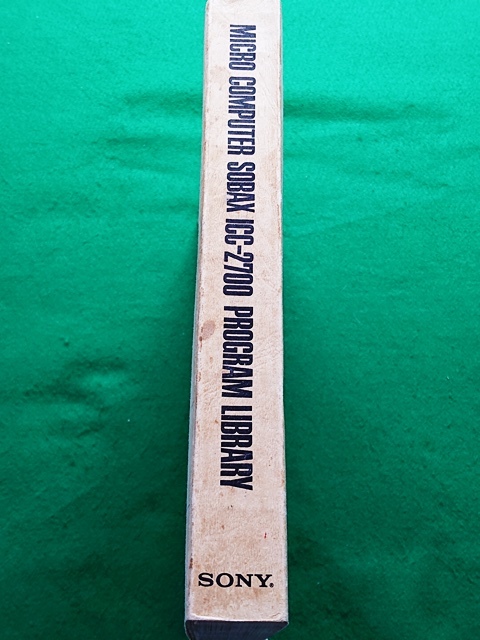 MICRO COMPUTER SOBAX ICC-2700 PROGRAM LIBRARY
SONY.